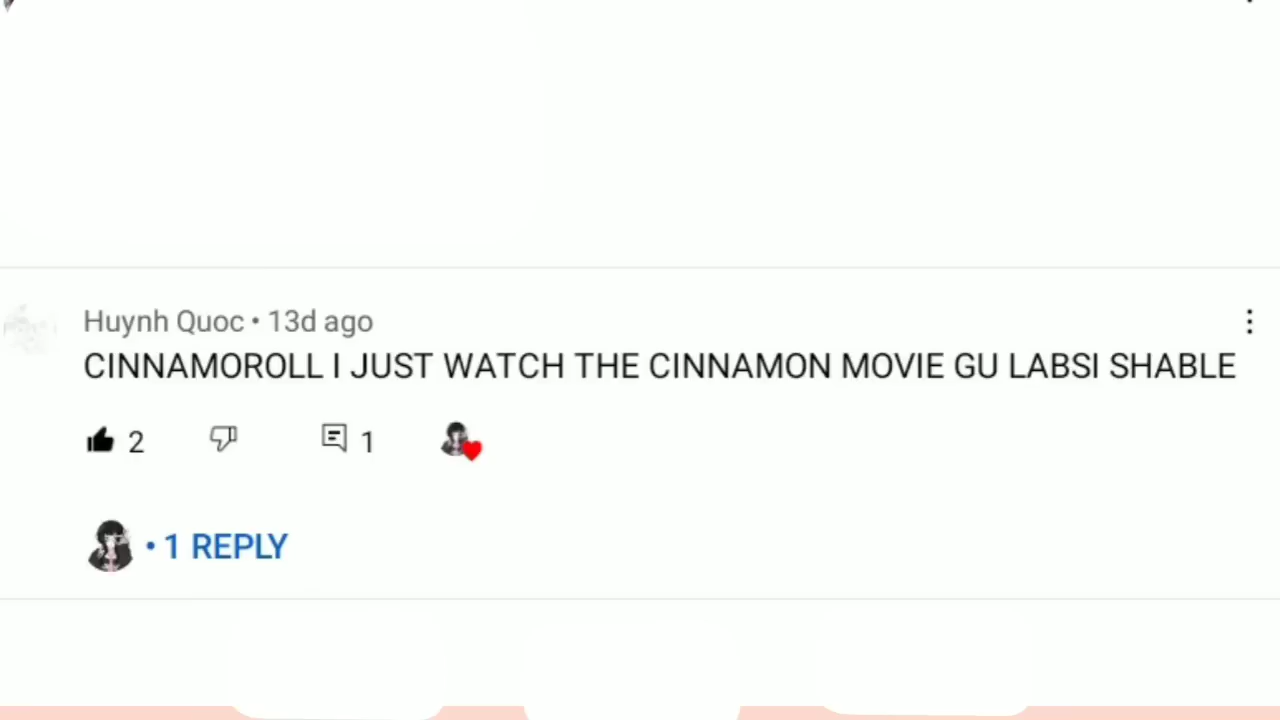 Huynh Quoc • 13d ago
CINNAMOROLL I JUST WATCH THE CINNAMON MOVIE GU LABSI SHABLE
2 1
• 1 REPLY